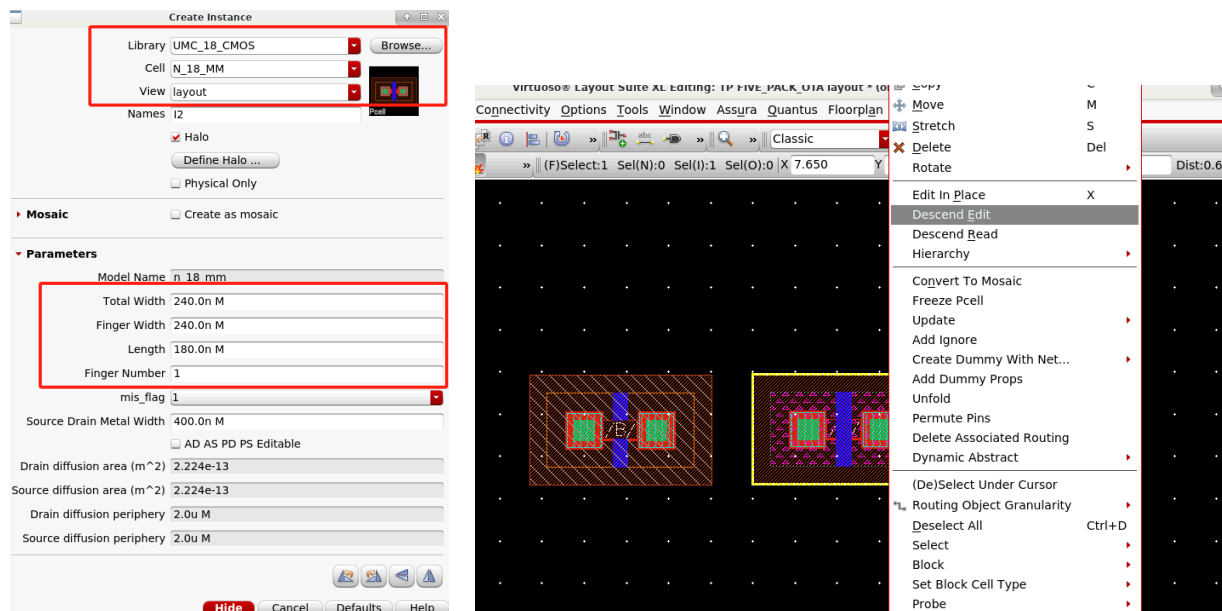 Create Instance
Library UMC_18_CMOS Browse...
Cell N_18_MM
View layout
Pcell
Names I2
Halo
Define Halo ...
Physical Only
Mosaic Create as mosaic
Parameters
Model Name n_18_mm
Total Width 240.0n M
Finger Width 240.0n M
Length 180.0n M
Finger Number 1
mis_flag 1
Source Drain Metal Width 400.0n M
AD AS PD PS Editable
Drain diffusion area (m^2) 2.224e-13
Source diffusion area (m^2) 2.224e-13
Drain diffusion periphery 2.0u M
Source diffusion periphery 2.0u M
Hide Cancel Defaults Help
Virtuoso® Layout Suite XL Editing: TP FIVE_PACK_OTA layout * (o
Connectivity Options Tools Window Assura Quantus Floorplan
R abc » » » Classic
» (F)Select:1 Sel(N):0 Sel(I):1 Sel(O):0 X 7.650 Y Dist:0.6
/B/
Copy C
Move M
Stretch S
Delete Del
Rotate
Edit In Place X
Descend Edit
Descend Read
Hierarchy
Convert To Mosaic
Freeze Pcell
Update
Add Ignore
Create Dummy With Net...
Add Dummy Props
Unfold
Permute Pins
Delete Associated Routing
Dynamic Abstract
(De)Select Under Cursor
Routing Object Granularity
Deselect All Ctrl+D
Select
Block
Set Block Cell Type
Probe